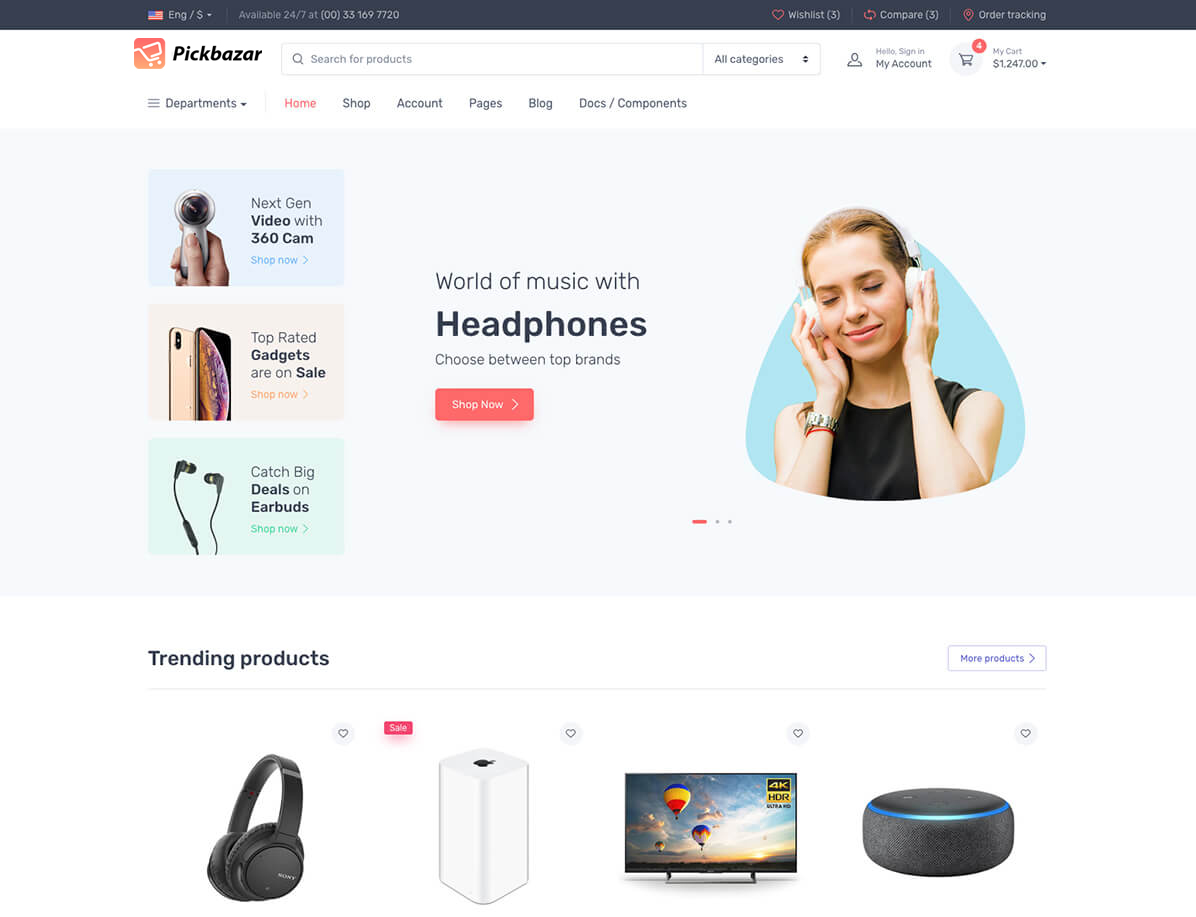 Eng / $
Available 24/7 at (00) 33 169 7720
Wishlist (3)
Compare (3)
Order tracking
Pickbazar
Search for products
All categories
Hello, Sign in
My Account
4
My Cart
$1,247.00
Departments
Home
Shop
Account
Pages
Blog
Docs / Components
Next Gen
Video with
360 Cam
Shop now
Top Rated
Gadgets
are on Sale
Shop now
Catch Big
Deals on
Earbuds
Shop now
World of music with
Headphones
Choose between top brands
Shop Now
Trending products
More products
Sale
SONY
4K
HDR
ULTRA HD